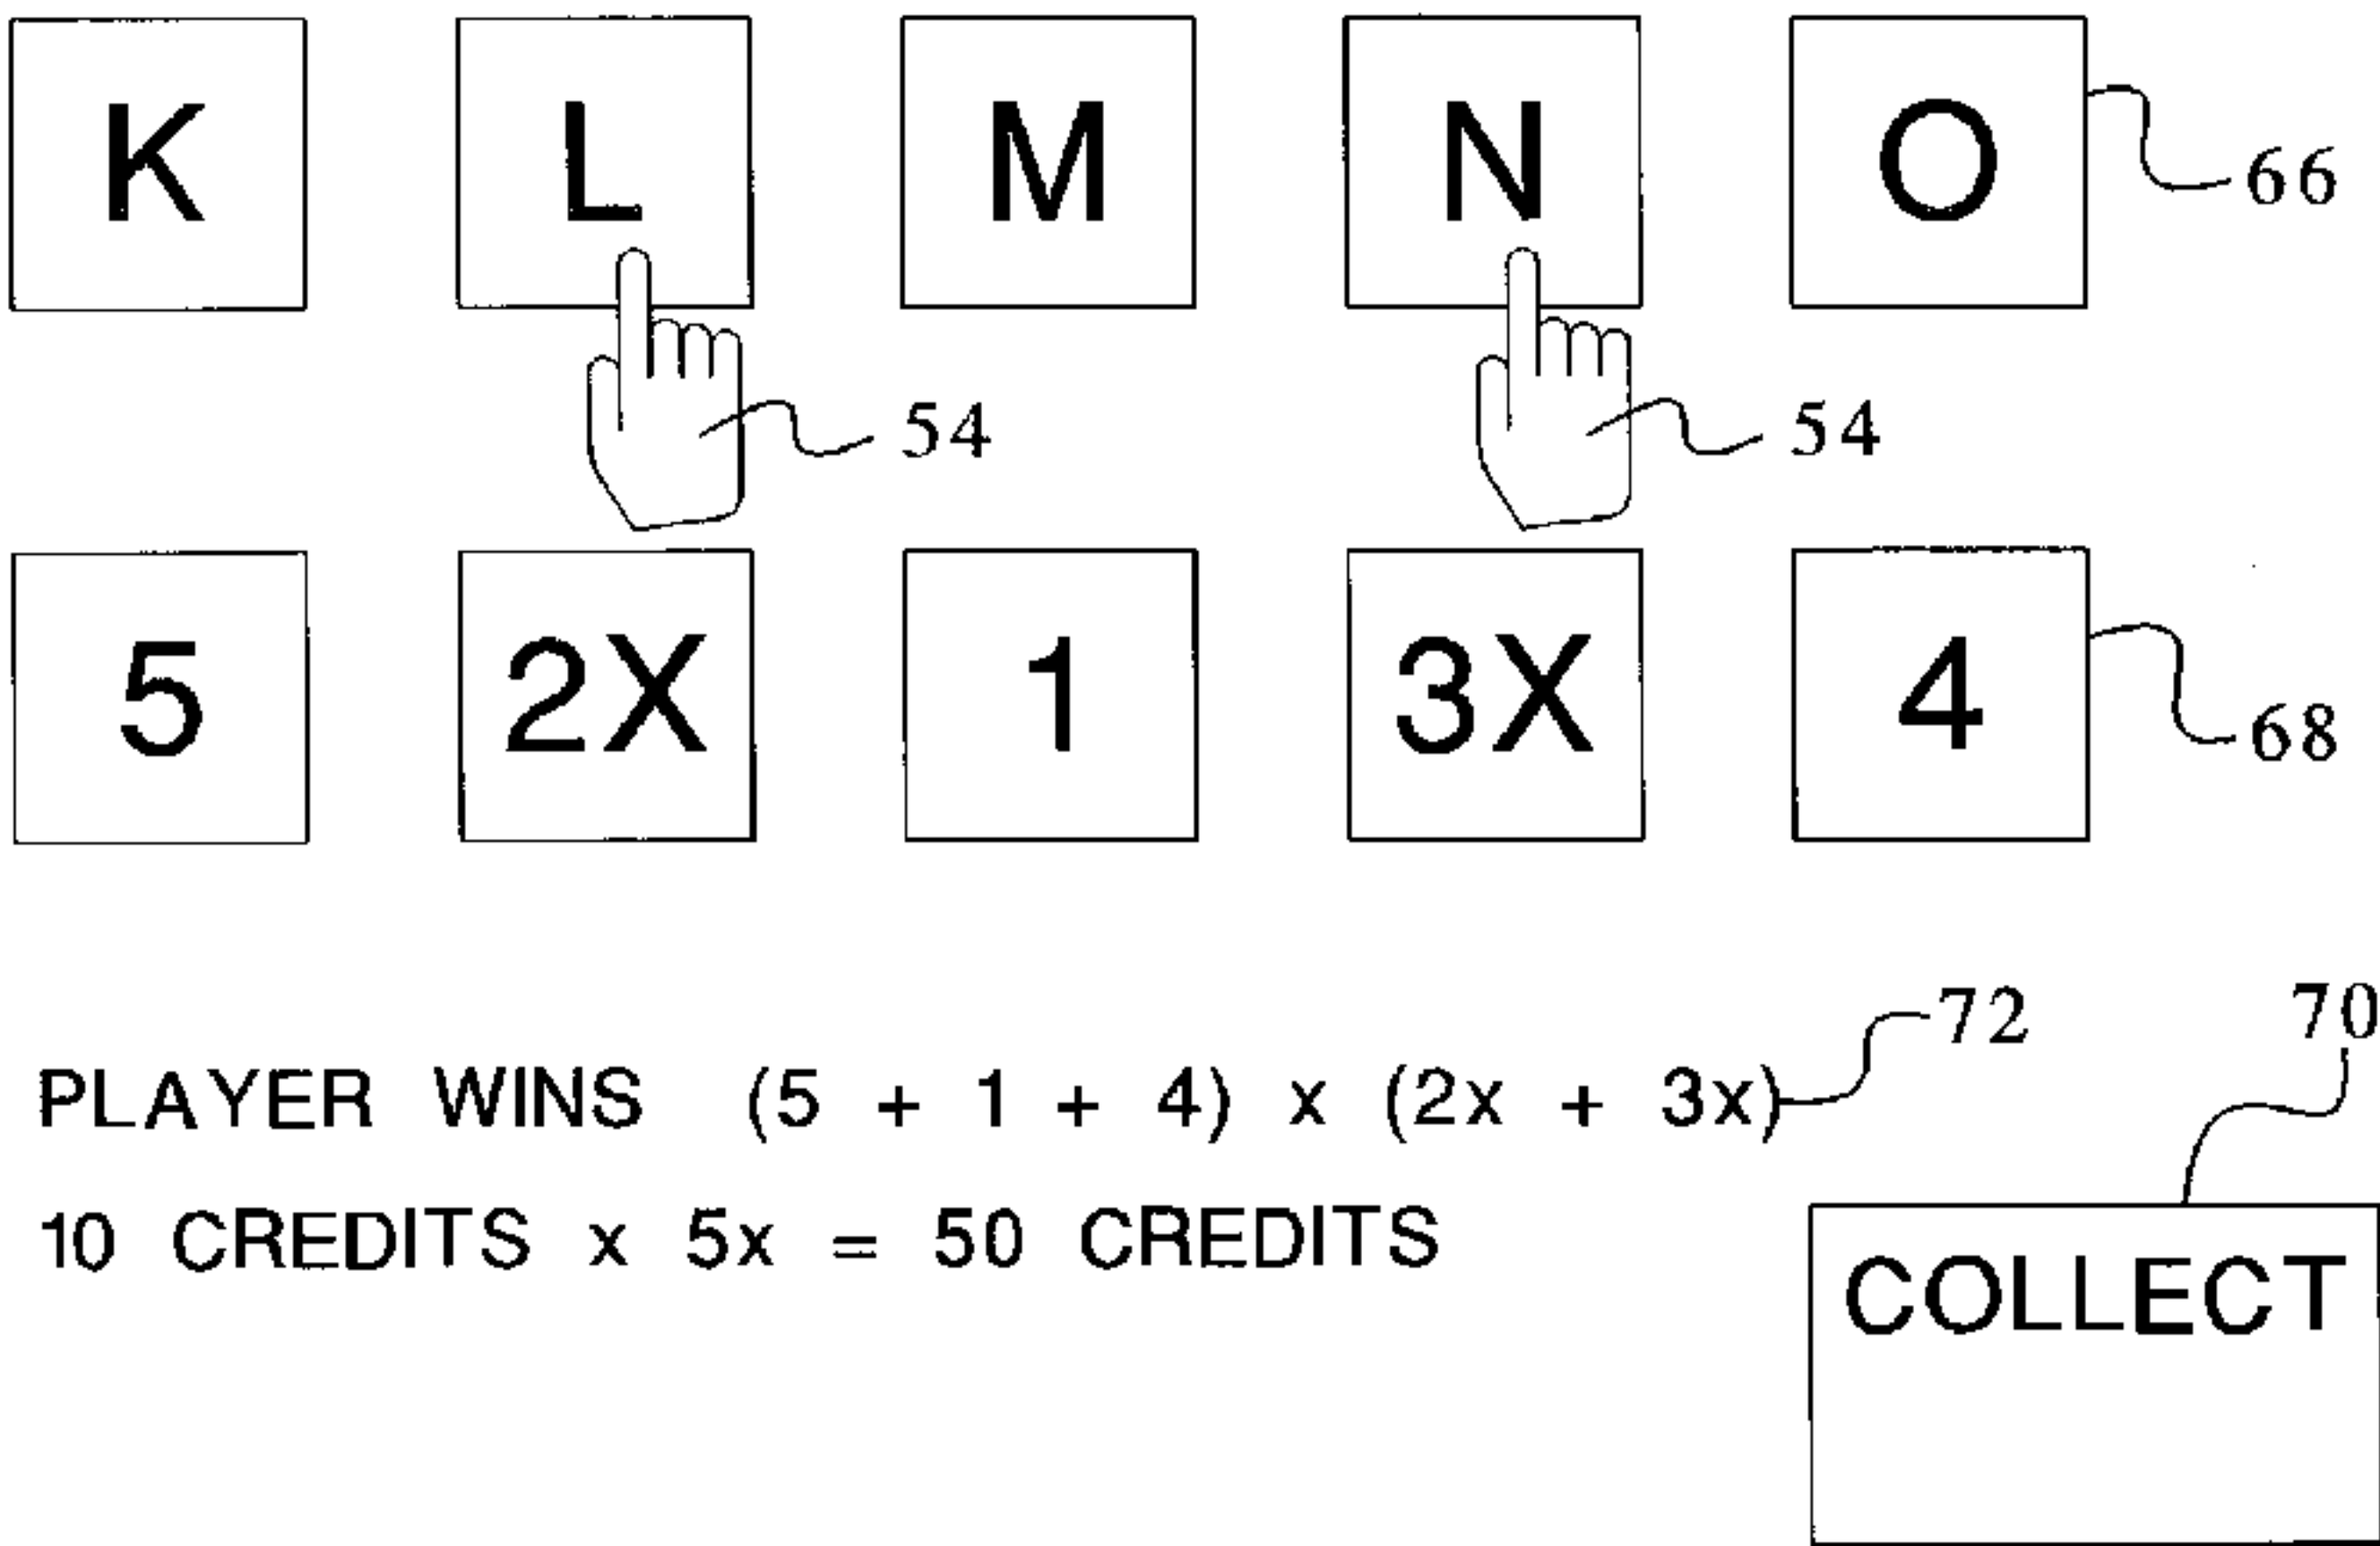 K L M N O 66
54 54
5 2X 1 3X 4 68
72 70
PLAYER WINS (5 + 1 + 4) x (2x + 3x)
10 CREDITS x 5x = 50 CREDITS
COLLECT